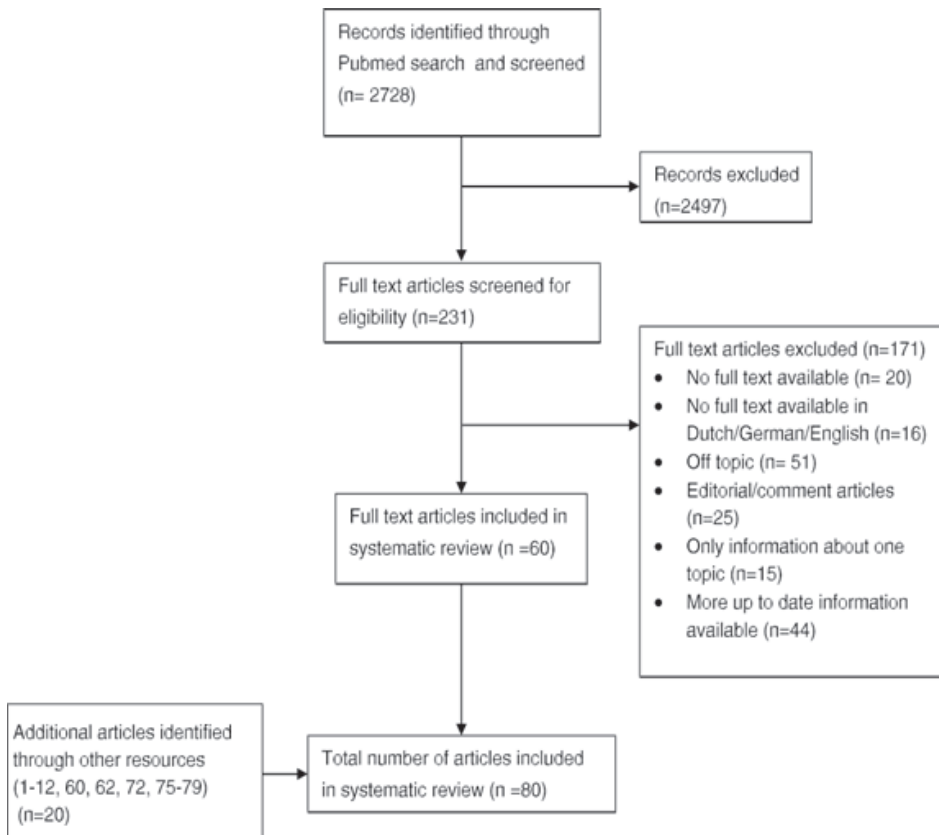 Records identified through
Pubmed search and screened
(n= 2728)
Records excluded
(n=2497)
Full text articles screened for
eligibility (n=231)
Full text articles excluded (n=171)
• No full text available (n= 20)
• No full text available in
Dutch/German/English (n=16)
• Off topic (n= 51)
• Editorial/comment articles
(n=25)
• Only information about one
topic (n=15)
• More up to date information
available (n=44)
Full text articles included in
systematic review (n =60)
Additional articles identified
through other resources
(1-12, 60, 62, 72, 75-79)
(n=20)
Total number of articles included
in systematic review (n =80)